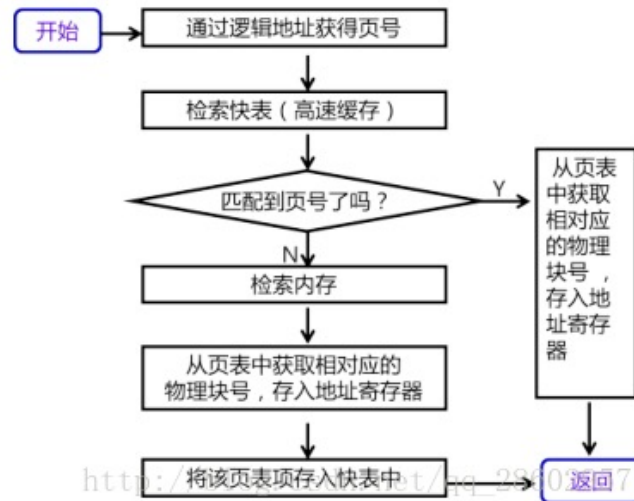 开始
通过逻辑地址获得页号
检索快表（高速缓存）
匹配到页号了吗？
Y
从页表
中获取
相对应
的物理
块号，
存入地
址寄存
器
N
检索内存
从页表中获取相对应的
物理块号，存入地址寄存器
将该页表项存入快表中
返回